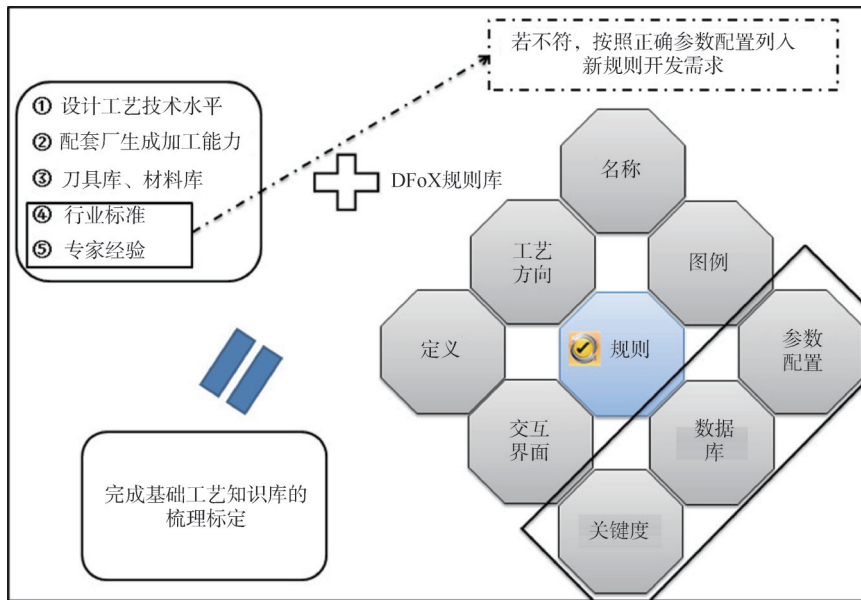 若不符，按照正确参数配置列入
新规则开发需求
① 设计工艺技术水平
② 配套厂生成加工能力
③ 刀具库、材料库
④ 行业标准
⑤ 专家经验
DFoX规则库
名称
工艺
方向
图例
定义
规则
参数
配置
交互
界面
数据
库
关键度
完成基础工艺知识库的
梳理标定